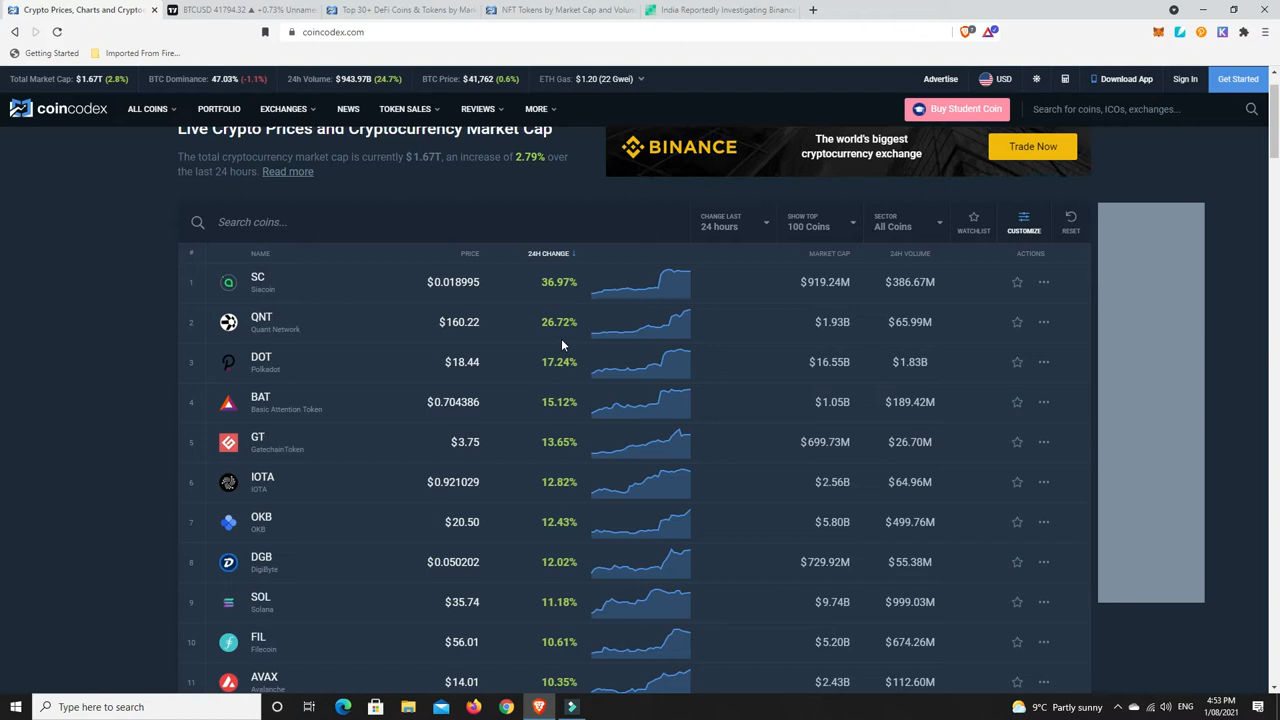 Crypto Prices, Charts and Crypto
BTCUSD 41794.32 ▲ +0.73% Unname
Top 30+ DeFi Coins & Tokens by Mar
NFT Tokens by Market Cap and Volum
India Reportedly Investigating Binanc
coincodex.com
Getting Started
Imported From Fire...
Total Market Cap: $1.67T (2.8%)
BTC Dominance: 47.03% (-1.1%)
24h Volume: $943.97B (24.7%)
BTC Price: $41,762 (0.6%)
ETH Gas: $1.20 (22 Gwei)
Advertise
USD
Download App
Sign In
Get Started
coincodex
ALL COINS
PORTFOLIO
EXCHANGES
NEWS
TOKEN SALES
REVIEWS
MORE
Buy Student Coin
Search for coins, ICOs, exchanges...
Live Crypto Prices and Cryptocurrency Market Cap
The total cryptocurrency market cap is currently $1.67T, an increase of 2.79% over
the last 24 hours. Read more
BINANCE
The world's biggest
cryptocurrency exchange
Trade Now
Search coins...
CHANGE LAST
24 hours
SHOW TOP
100 Coins
SECTOR
All Coins
WATCHLIST
CUSTOMIZE
RESET
# NAME PRICE 24H CHANGE ↓ MARKET CAP 24H VOLUME ACTIONS
1 SC $0.018995 36.97% $919.24M $386.67M
Siacoin
2 QNT $160.22 26.72% $1.93B $65.99M
Quant Network
3 DOT $18.44 17.24% $16.55B $1.83B
Polkadot
4 BAT $0.704386 15.12% $1.05B $189.42M
Basic Attention Token
5 GT $3.75 13.65% $699.73M $26.70M
GatechainToken
6 IOTA $0.921029 12.82% $2.56B $64.96M
IOTA
7 OKB $20.50 12.43% $5.80B $499.76M
OKB
8 DGB $0.050202 12.02% $729.92M $55.38M
DigiByte
9 SOL $35.74 11.18% $9.74B $999.03M
Solana
10 FIL $56.01 10.61% $5.20B $674.26M
Filecoin
11 AVAX $14.01 10.35% $2.43B $112.60M
Avalanche
Type here to search
9°C Partly sunny
4:53 PM
1/08/2021